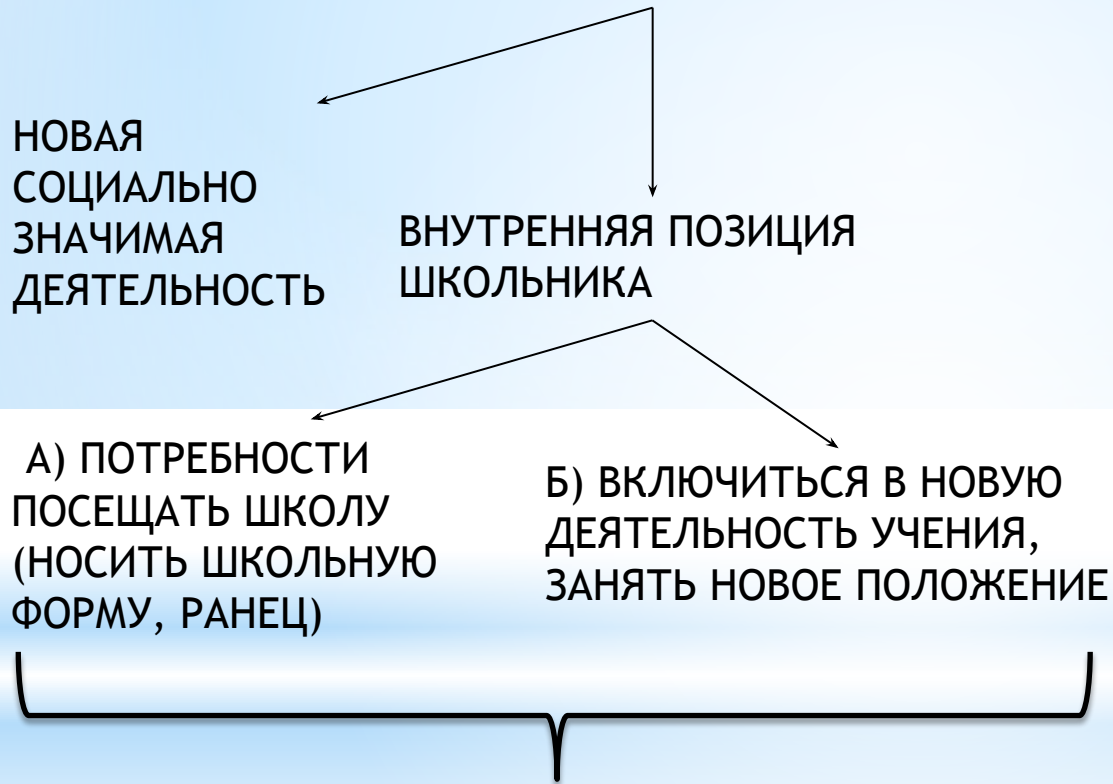 НОВАЯ
СОЦИАЛЬНО
ЗНАЧИМАЯ
ДЕЯТЕЛЬНОСТЬ
ВНУТРЕННЯЯ ПОЗИЦИЯ
ШКОЛЬНИКА
А) ПОТРЕБНОСТИ
ПОСЕЩАТЬ ШКОЛУ
(НОСИТЬ ШКОЛЬНУЮ
ФОРМУ, РАНЕЦ)
Б) ВКЛЮЧИТЬСЯ В НОВУЮ
ДЕЯТЕЛЬНОСТЬ УЧЕНИЯ,
ЗАНЯТЬ НОВОЕ ПОЛОЖЕНИЕ